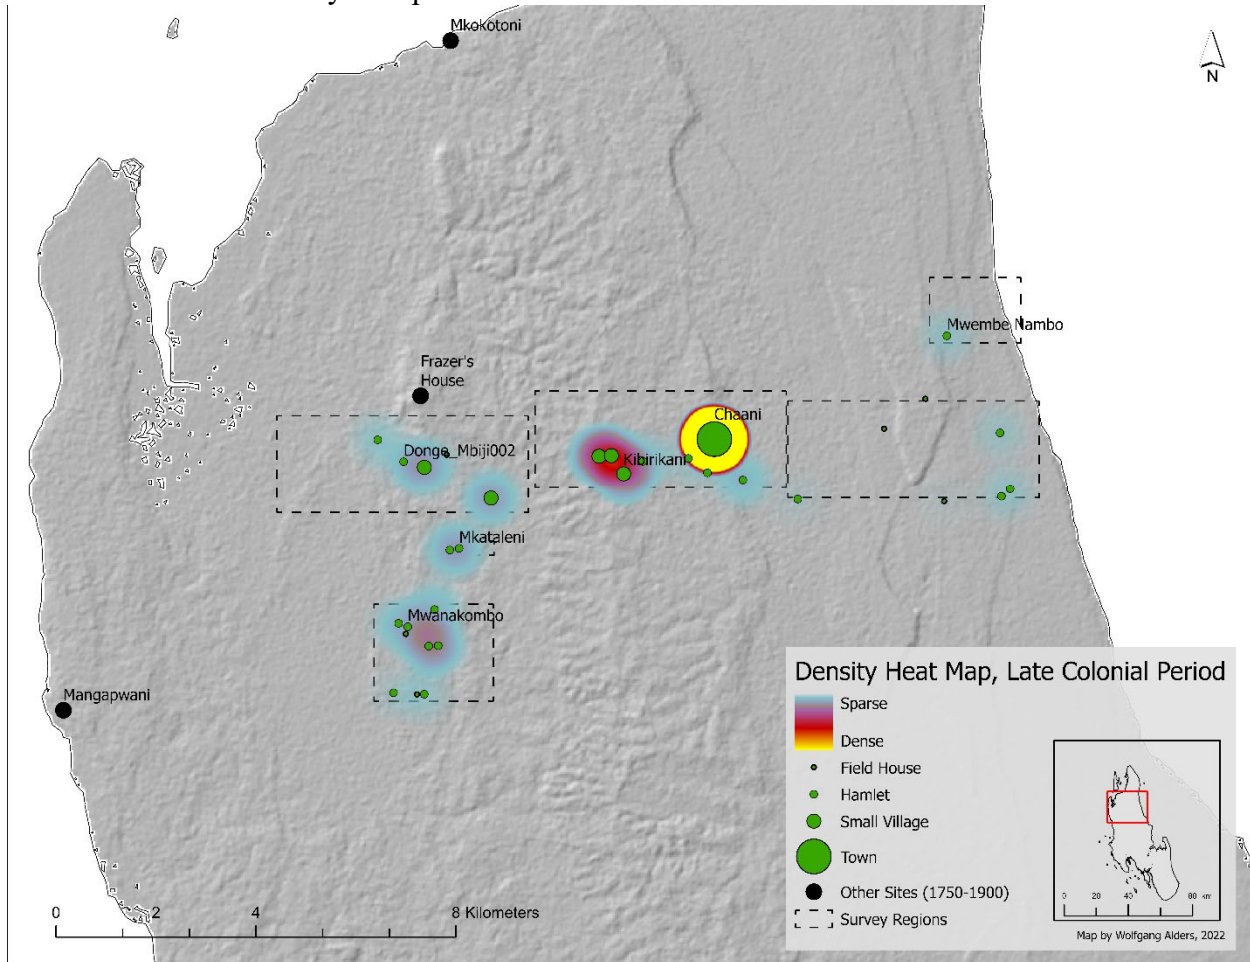 Mkokotoni
N
Mwembe Nambo
Frazer's
House
Chaani
Donge_Mbiji002
Kibirikani
Mkataleni
Mwanakombo
Mangapwani
Density Heat Map, Late Colonial Period
Sparse
Dense
Field House
Hamlet
Small Village
Town
Other Sites (1750-1900)
Survey Regions
0 20 40 80 km
Map by Wolfgang Alders, 2022
0 2 4 8 Kilometers